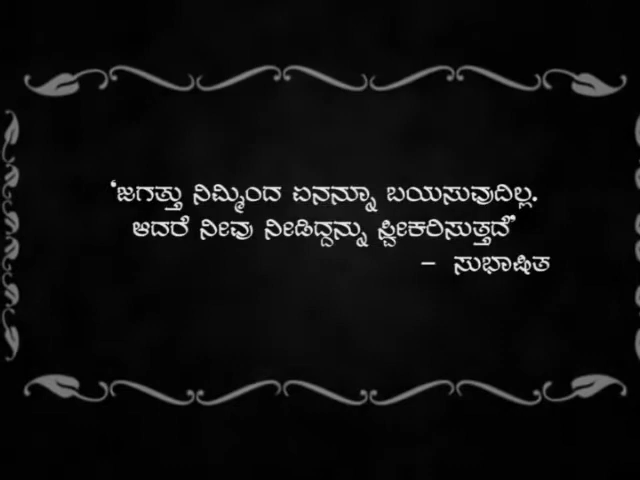 ‘ಜಗತ್ತು ನಿಮ್ಮಿಂದ ಏನನ್ನೂ ಬಯಸುವುದಿಲ್ಲ.
ಆದರೆ ನೀವು ನೀಡಿದ್ದನ್ನು ಸ್ವೀಕರಿಸುತ್ತದೆ’
– ಸುಭಾಷಿತ